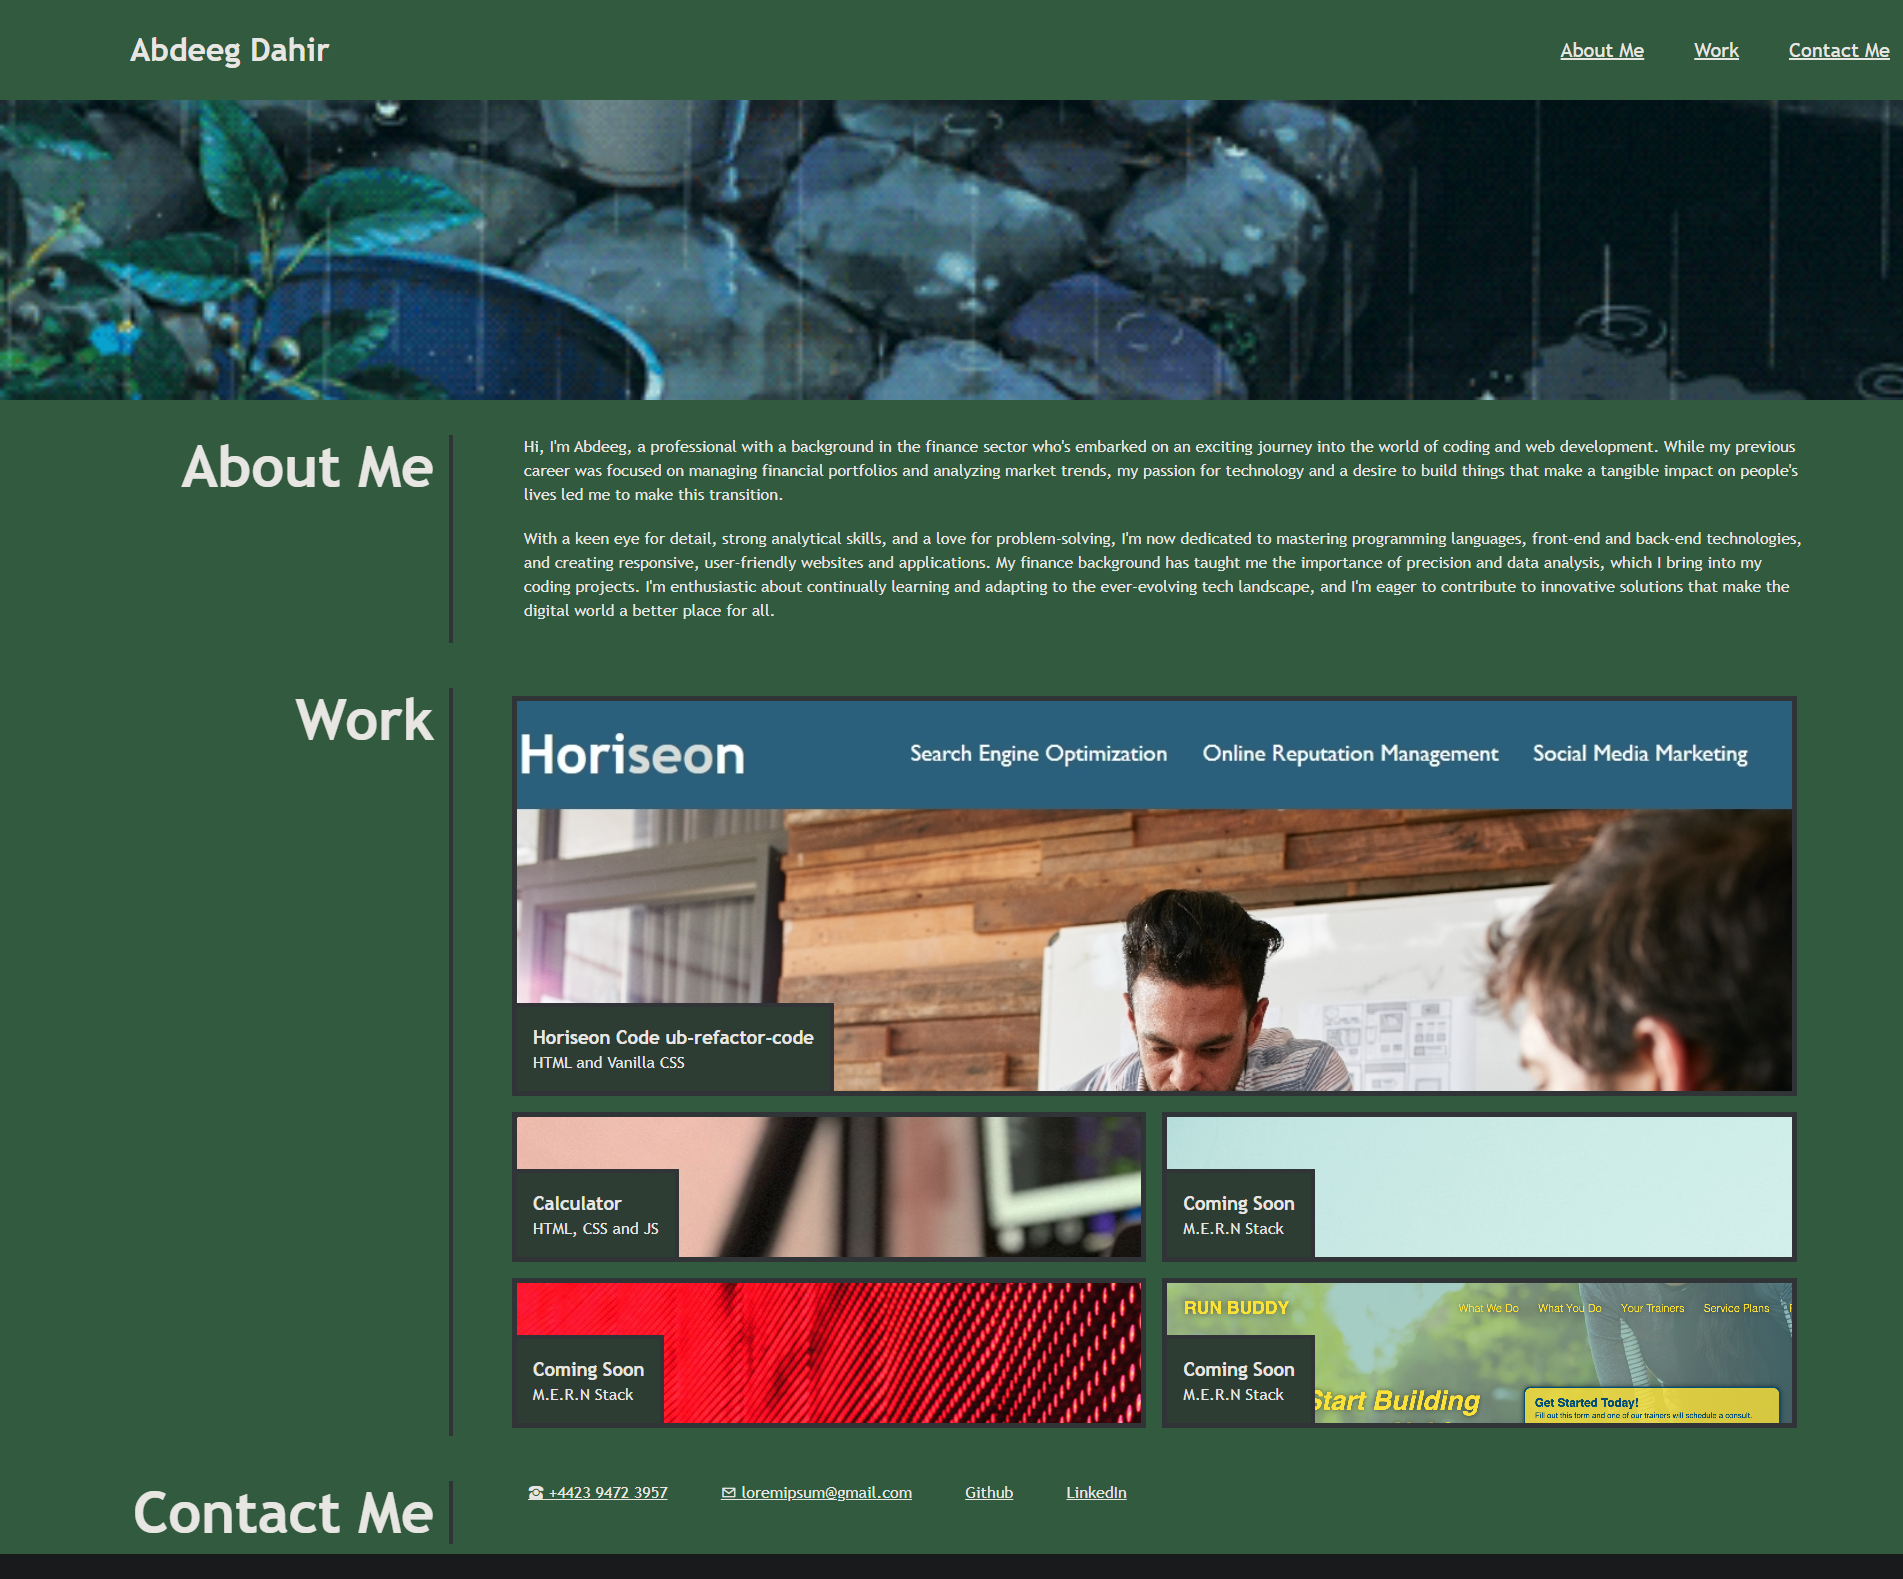 Abdeeg Dahir
About Me
Work
Contact Me
About Me
Hi, I'm Abdeeg, a professional with a background in the finance sector who's embarked on an exciting journey into the world of coding and web development. While my previous
career was focused on managing financial portfolios and analyzing market trends, my passion for technology and a desire to build things that make a tangible impact on people's
lives led me to make this transition.
With a keen eye for detail, strong analytical skills, and a love for problem-solving, I'm now dedicated to mastering programming languages, front-end and back-end technologies,
and creating responsive, user-friendly websites and applications. My finance background has taught me the importance of precision and data analysis, which I bring into my
coding projects. I'm enthusiastic about continually learning and adapting to the ever-evolving tech landscape, and I'm eager to contribute to innovative solutions that make the
digital world a better place for all.
Work
Horiseon
Search Engine Optimization
Online Reputation Management
Social Media Marketing
Horiseon Code ub-refactor-code
HTML and Vanilla CSS
Calculator
HTML, CSS and JS
Coming Soon
M.E.R.N Stack
Coming Soon
M.E.R.N Stack
RUN BUDDY
What We Do
What You Do
Your Trainers
Service Plans
Coming Soon
M.E.R.N Stack
Start Building
Get Started Today!
Fill out this form and one of our trainers will schedule a consult.
Contact Me
☎ +4423 9472 3957
✉ loremipsum@gmail.com
Github
LinkedIn